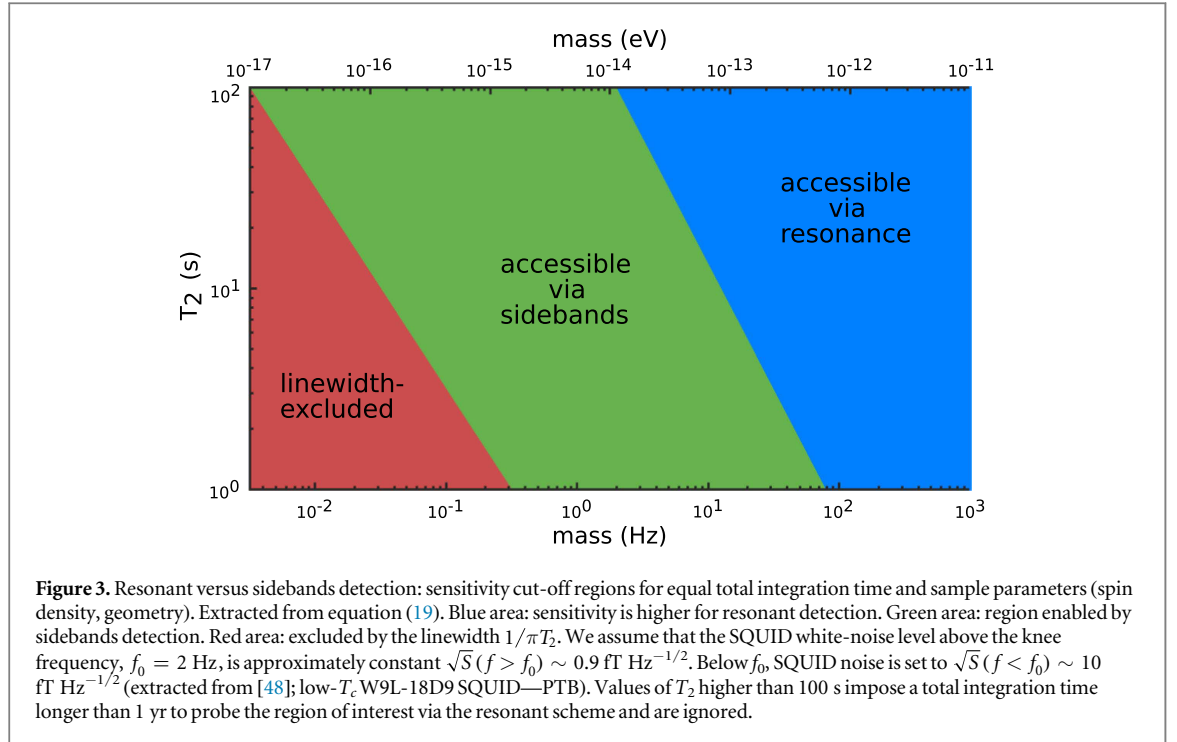 mass (eV)
10⁻¹⁷ 10⁻¹⁶ 10⁻¹⁵ 10⁻¹⁴ 10⁻¹³ 10⁻¹² 10⁻¹¹
10²
accessible
via
resonance
accessible
via
sidebands
T₂ (s)
10¹
linewidth-
excluded
10⁰
10⁻² 10⁻¹ 10⁰ 10¹ 10² 10³
mass (Hz)
Figure 3. Resonant versus sidebands detection: sensitivity cut-off regions for equal total integration time and sample parameters (spin
density, geometry). Extracted from equation (19). Blue area: sensitivity is higher for resonant detection. Green area: region enabled by
sidebands detection. Red area: excluded by the linewidth 1/πT₂. We assume that the SQUID white-noise level above the knee
frequency, f₀ = 2 Hz, is approximately constant √S (f > f₀) ∼ 0.9 fT Hz⁻¹ᐟ². Below f₀, SQUID noise is set to √S (f < f₀) ∼ 10
fT Hz⁻¹ᐟ² (extracted from [48]; low-T_c W9L-18D9 SQUID—PTB). Values of T₂ higher than 100 s impose a total integration time
longer than 1 yr to probe the region of interest via the resonant scheme and are ignored.